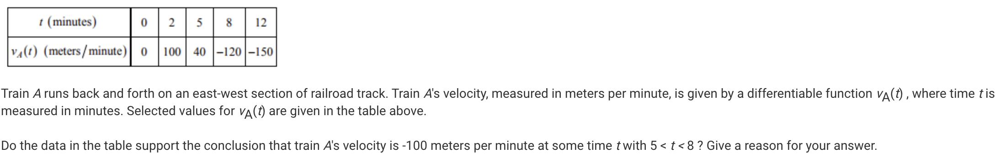 t (minutes) 0 2 5 8 12
v_A(t) (meters/minute) 0 100 40 −120 −150
Train A runs back and forth on an east-west section of railroad track. Train A's velocity, measured in meters per minute, is given by a differentiable function v_A(t) , where time t is
measured in minutes. Selected values for v_A(t) are given in the table above.
Do the data in the table support the conclusion that train A's velocity is -100 meters per minute at some time t with 5 < t < 8 ? Give a reason for your answer.